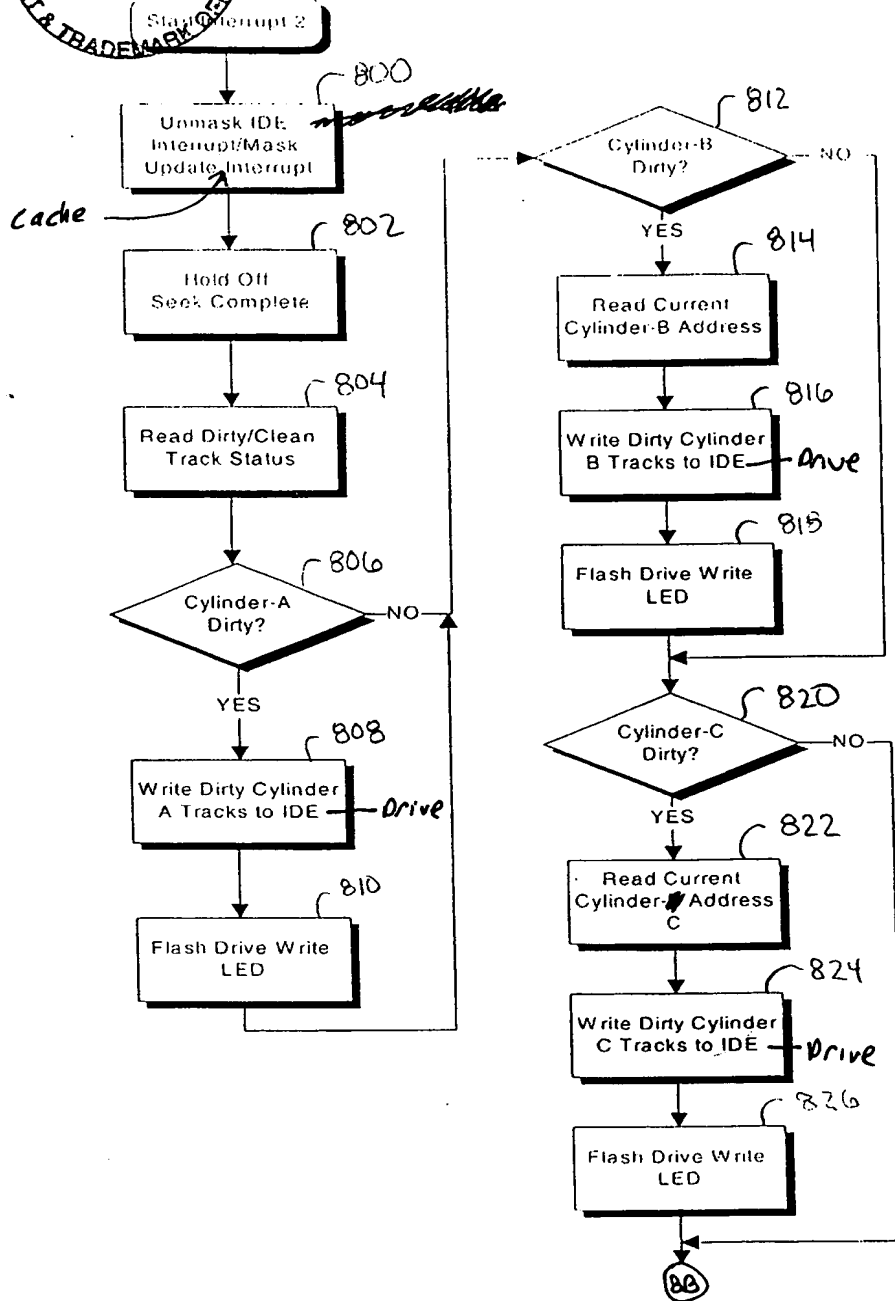 & TRADEMARK
Start Interrupt 2
800
Unmask IDE
Interrupt/Mask
Update Interrupt
Cache
802
Hold Off
Seek Complete
804
Read Dirty/Clean
Track Status
806
Cylinder-A
Dirty?
NO
YES
808
Write Dirty Cylinder
A Tracks to IDE Drive
810
Flash Drive Write
LED
812
Cylinder-B
Dirty?
NO
YES
814
Read Current
Cylinder-B Address
816
Write Dirty Cylinder
B Tracks to IDE Drive
818
Flash Drive Write
LED
820
Cylinder-C
Dirty?
NO
YES
822
Read Current
Cylinder- Address
C
824
Write Dirty Cylinder
C Tracks to IDE Drive
826
Flash Drive Write
LED
8B